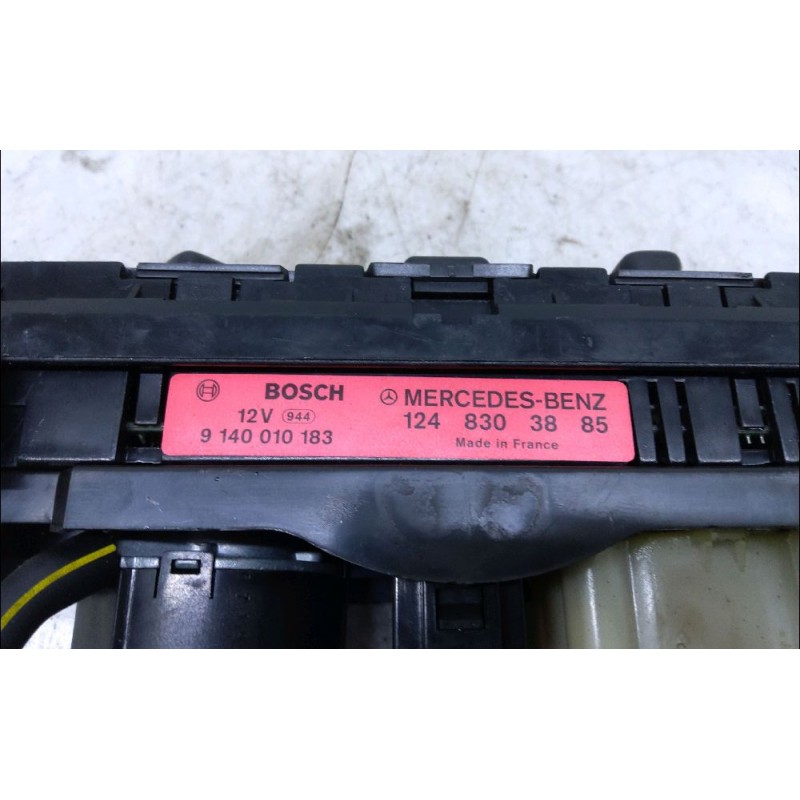 BOSCH
12V 944
9 140 010 183
MERCEDES-BENZ
124 830 38 85
Made in France